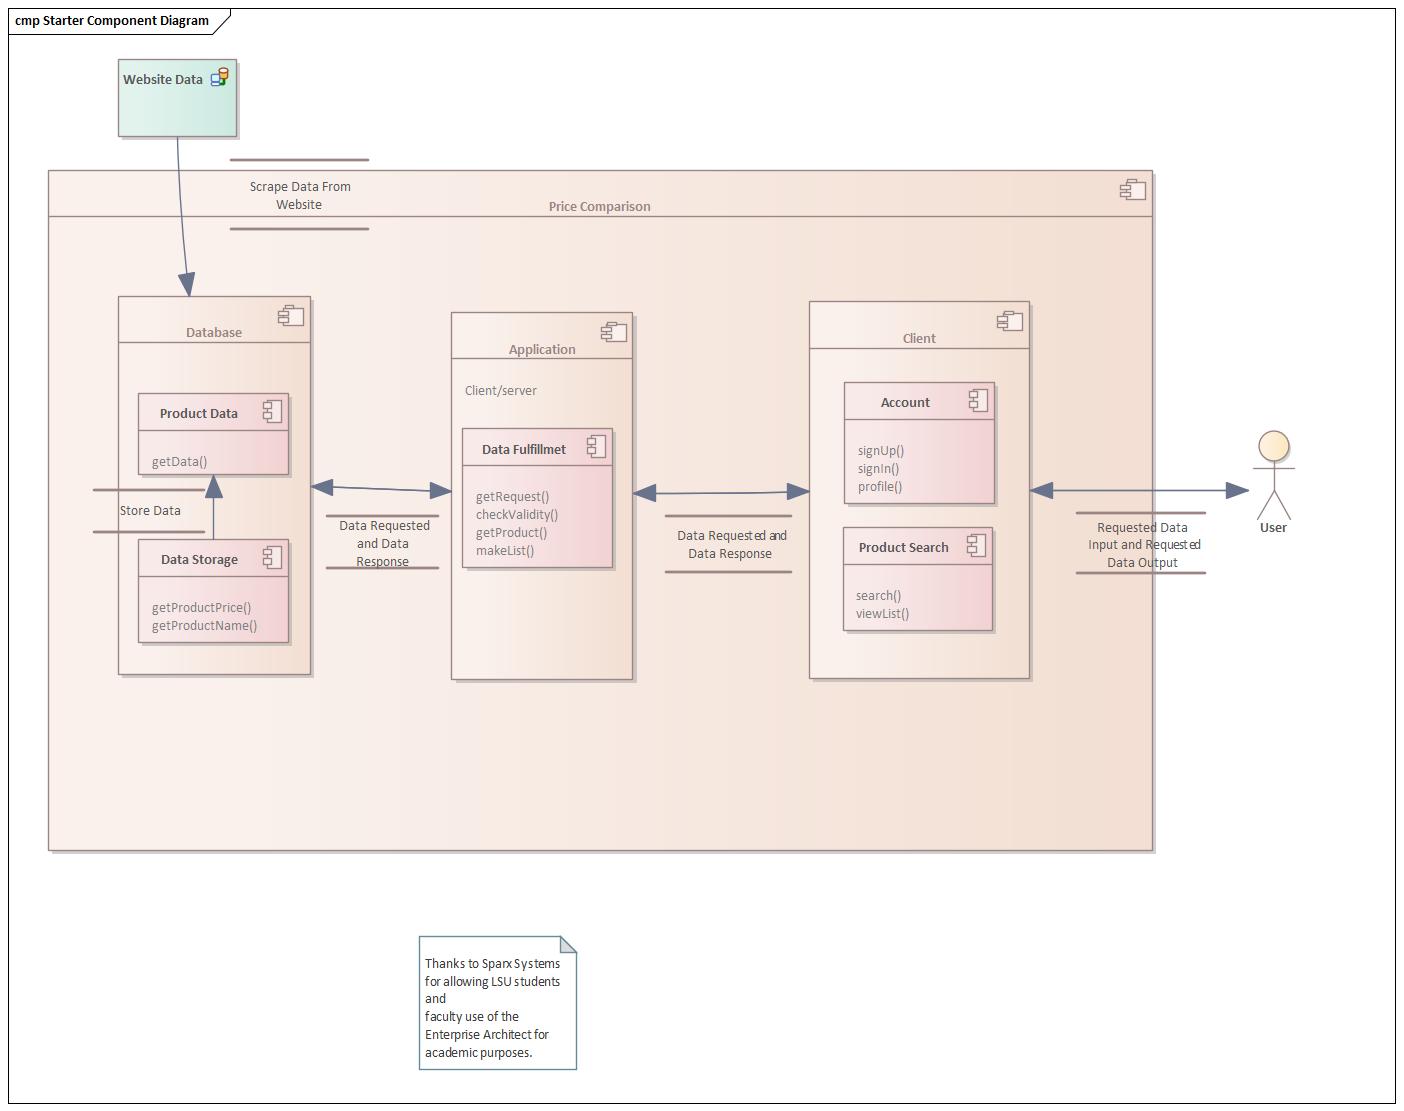 cmp Starter Component Diagram
Website Data
Scrape Data From
Website
Price Comparison
Database
Product Data
getData()
Store Data
Data Storage
getProductPrice()
getProductName()
Data Requested
and Data
Response
Application
Client/server
Data Fulfillmet
getRequest()
checkValidity()
getProduct()
makeList()
Data Requested and
Data Response
Client
Account
signUp()
signIn()
profile()
Product Search
search()
viewList()
Requested Data
Input and Requested
Data Output
User
Thanks to Sparx Systems
for allowing LSU students
and
faculty use of the
Enterprise Architect for
academic purposes.